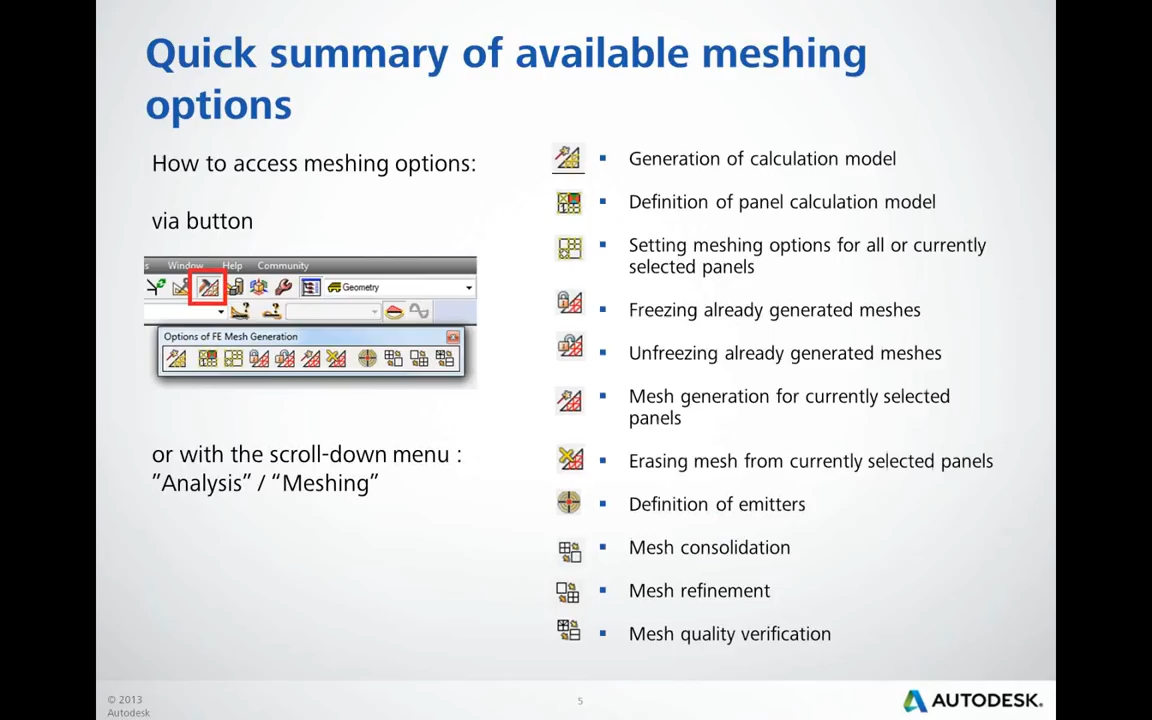 Quick summary of available meshing
options
How to access meshing options:
via button
s Window Help Community
Geometry
Options of FE Mesh Generation
or with the scroll-down menu :
”Analysis” / “Meshing”
Generation of calculation model
Definition of panel calculation model
Setting meshing options for all or currently
selected panels
Freezing already generated meshes
Unfreezing already generated meshes
Mesh generation for currently selected
panels
Erasing mesh from currently selected panels
Definition of emitters
Mesh consolidation
Mesh refinement
Mesh quality verification
© 2013
Autodesk
5
AUTODESK.